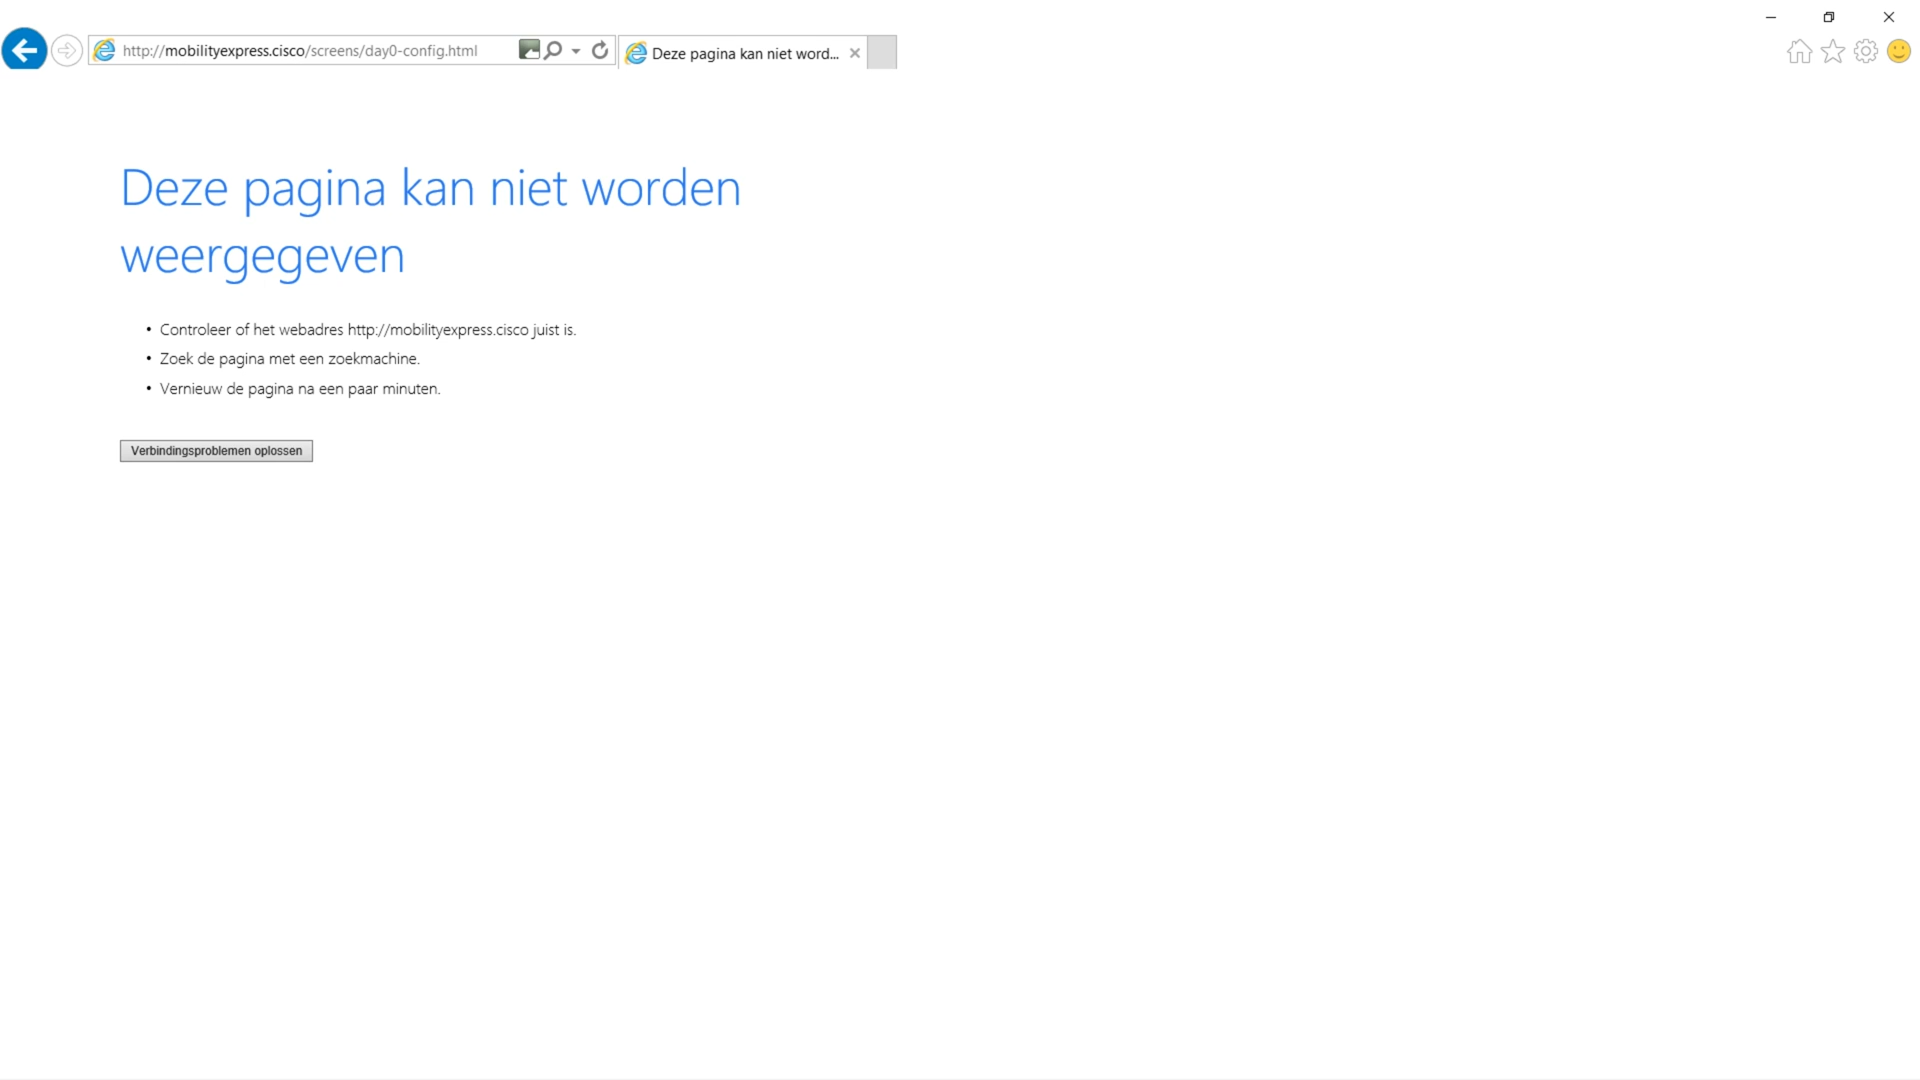 http://mobilityexpress.cisco/screens/day0-config.html
Deze pagina kan niet word...
Deze pagina kan niet worden
weergegeven
• Controleer of het webadres http://mobilityexpress.cisco juist is.
• Zoek de pagina met een zoekmachine.
• Vernieuw de pagina na een paar minuten.
Verbindingsproblemen oplossen